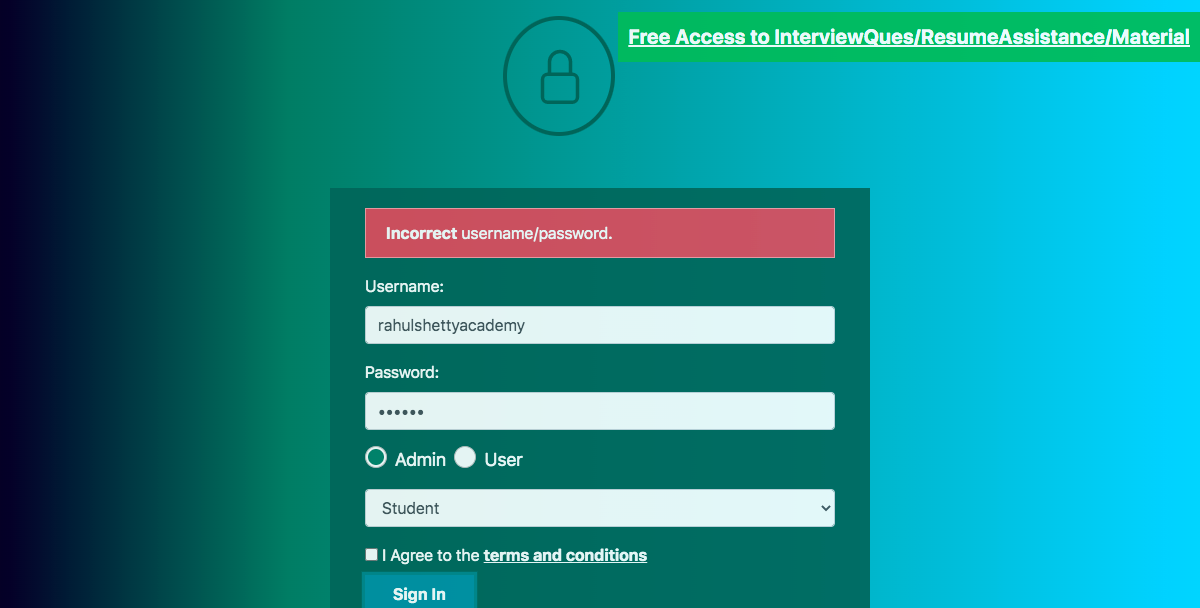 Free Access to InterviewQues/ResumeAssistance/Material
Incorrect username/password.
Username:
rahulshettyacademy
Password:
••••••
Admin User
Student
I Agree to the terms and conditions
Sign In